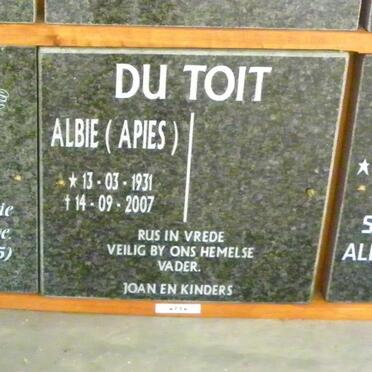 DU TOIT
ALBIE ( APIES )
★ 13 - 03 - 1931
† 14 - 09 - 2007
RUS IN VREDE
VEILIG BY ONS HEMELSE
VADER.
JOAN EN KINDERS